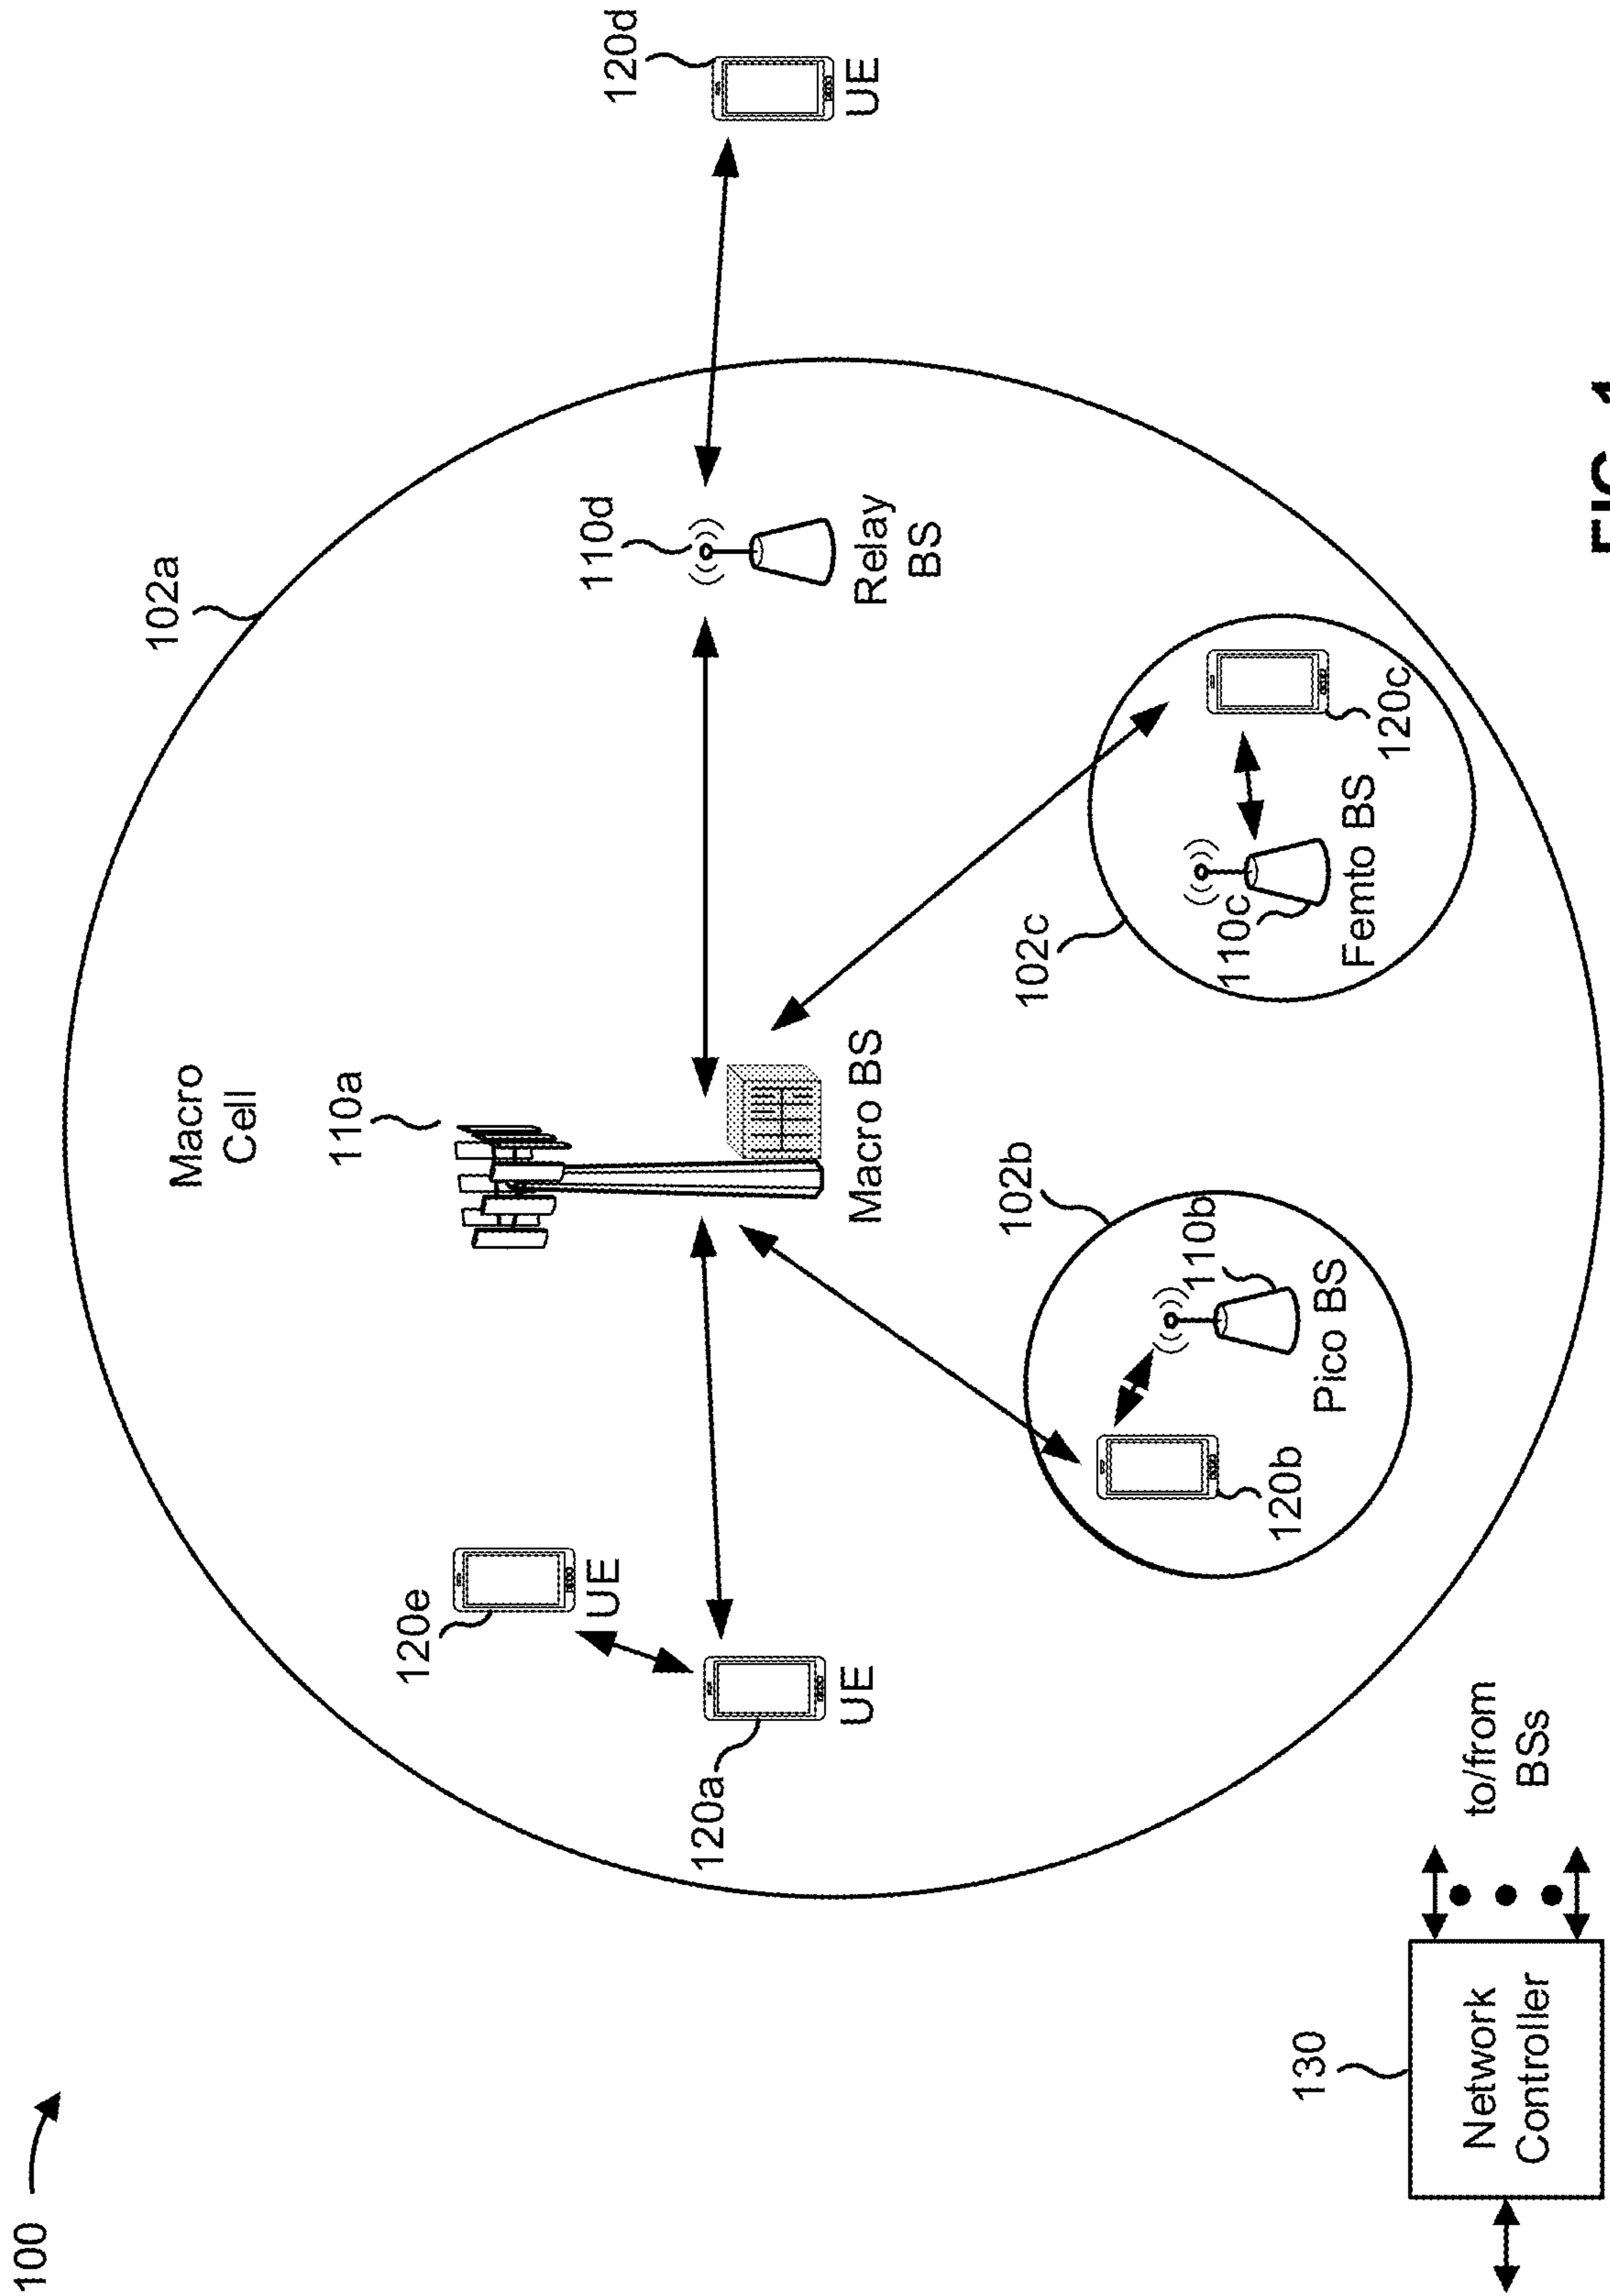 100
102a
Macro
Cell
110a
120d
UE
110d
Relay
BS
120e
UE
120a
UE
Macro BS
102b
110b
Pico BS
120b
102c
110c
Femto BS
120c
130
Network
Controller
to/from
BSs